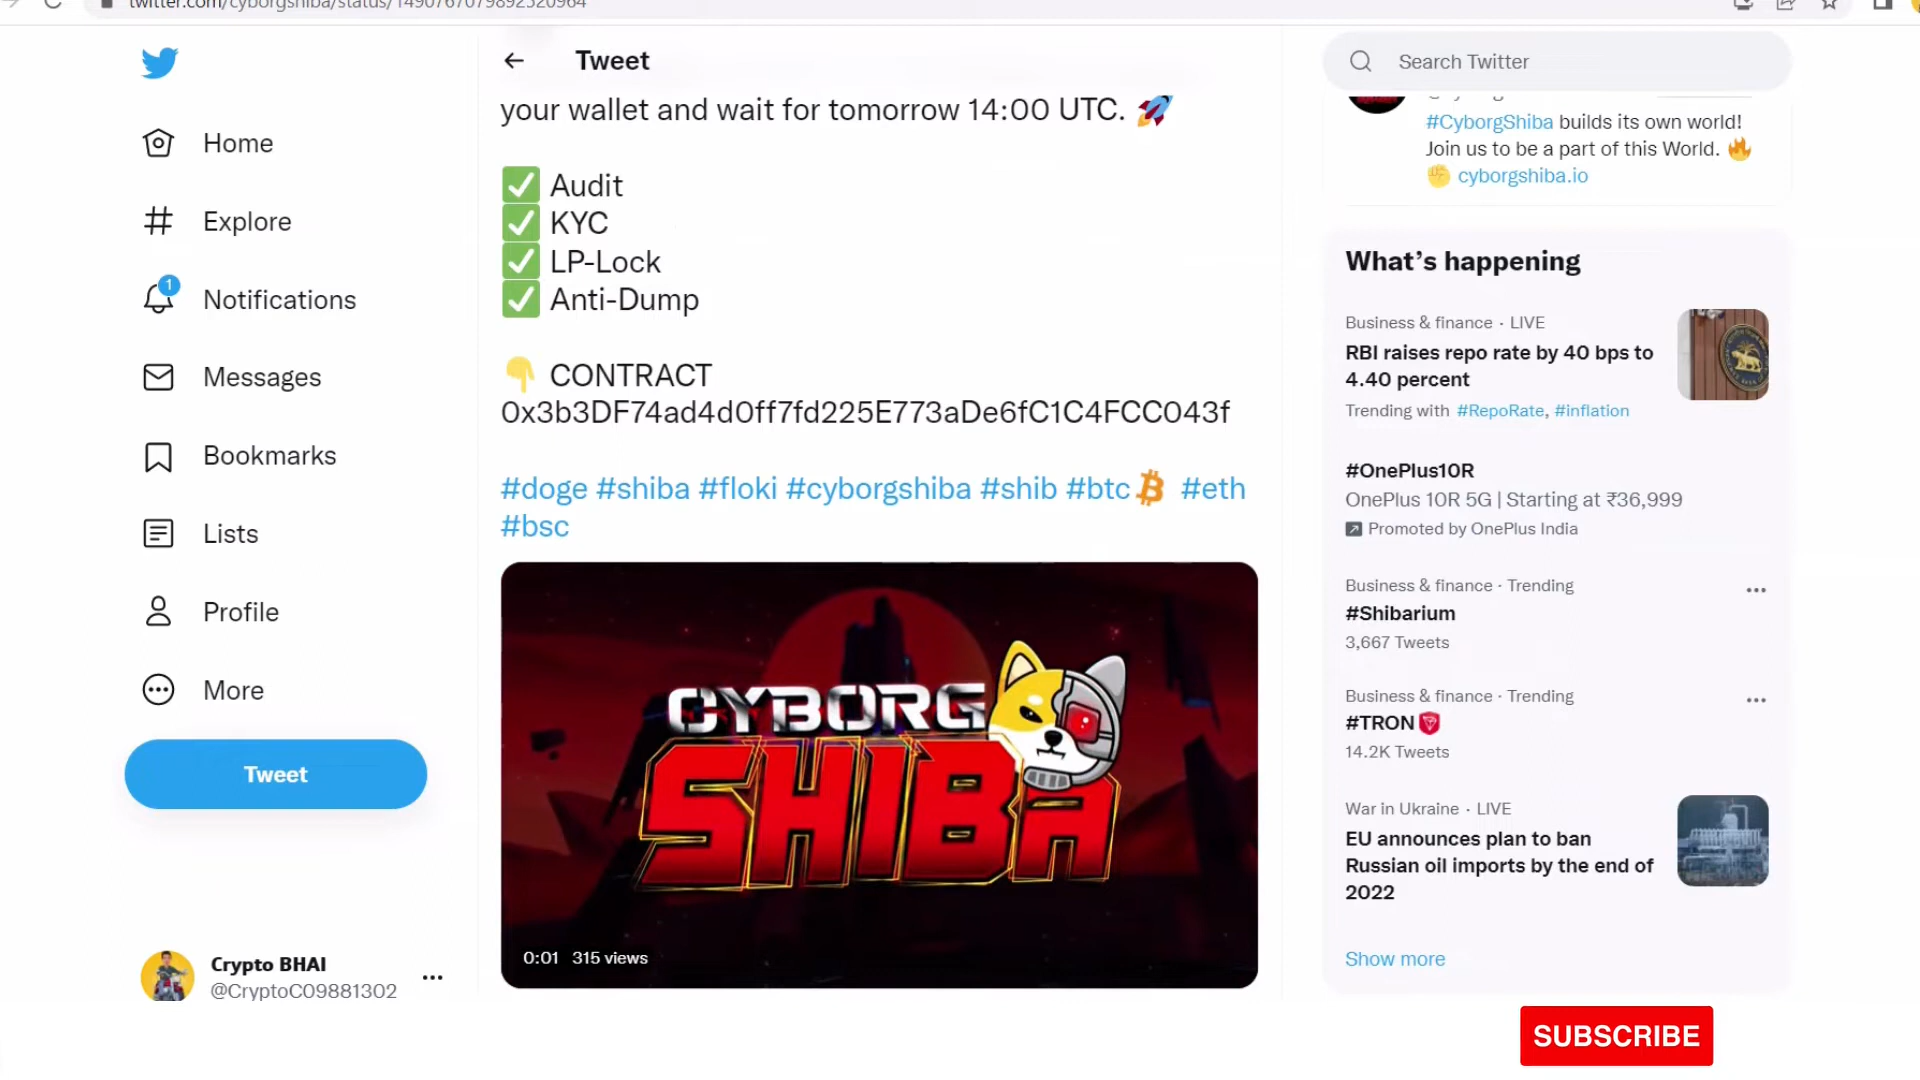 twitter.com/cyborgshiba/status/1490767079892520964
Home
Explore
1
Notifications
Messages
Bookmarks
Lists
Profile
More
Tweet
Crypto BHAI
@CryptoC09881302
Tweet
your wallet and wait for tomorrow 14:00 UTC. 🚀
✅ Audit
✅ KYC
✅ LP-Lock
✅ Anti-Dump
👇 CONTRACT
0x3b3DF74ad4d0ff7fd225E773aDe6fC1C4FCC043f
#doge #shiba #floki #cyborgshiba #shib #btc #eth
#bsc
CYBORG
SHIBA
0:01 315 views
Search Twitter
#CyborgShiba builds its own world!
Join us to be a part of this World. 🔥
✊ cyborgshiba.io
What's happening
Business & finance · LIVE
RBI raises repo rate by 40 bps to
4.40 percent
Trending with #RepoRate, #inflation
#OnePlus10R
OnePlus 10R 5G | Starting at ₹36,999
Promoted by OnePlus India
Business & finance · Trending
#Shibarium
3,667 Tweets
Business & finance · Trending
#TRON
14.2K Tweets
War in Ukraine · LIVE
EU announces plan to ban
Russian oil imports by the end of
2022
Show more
SUBSCRIBE